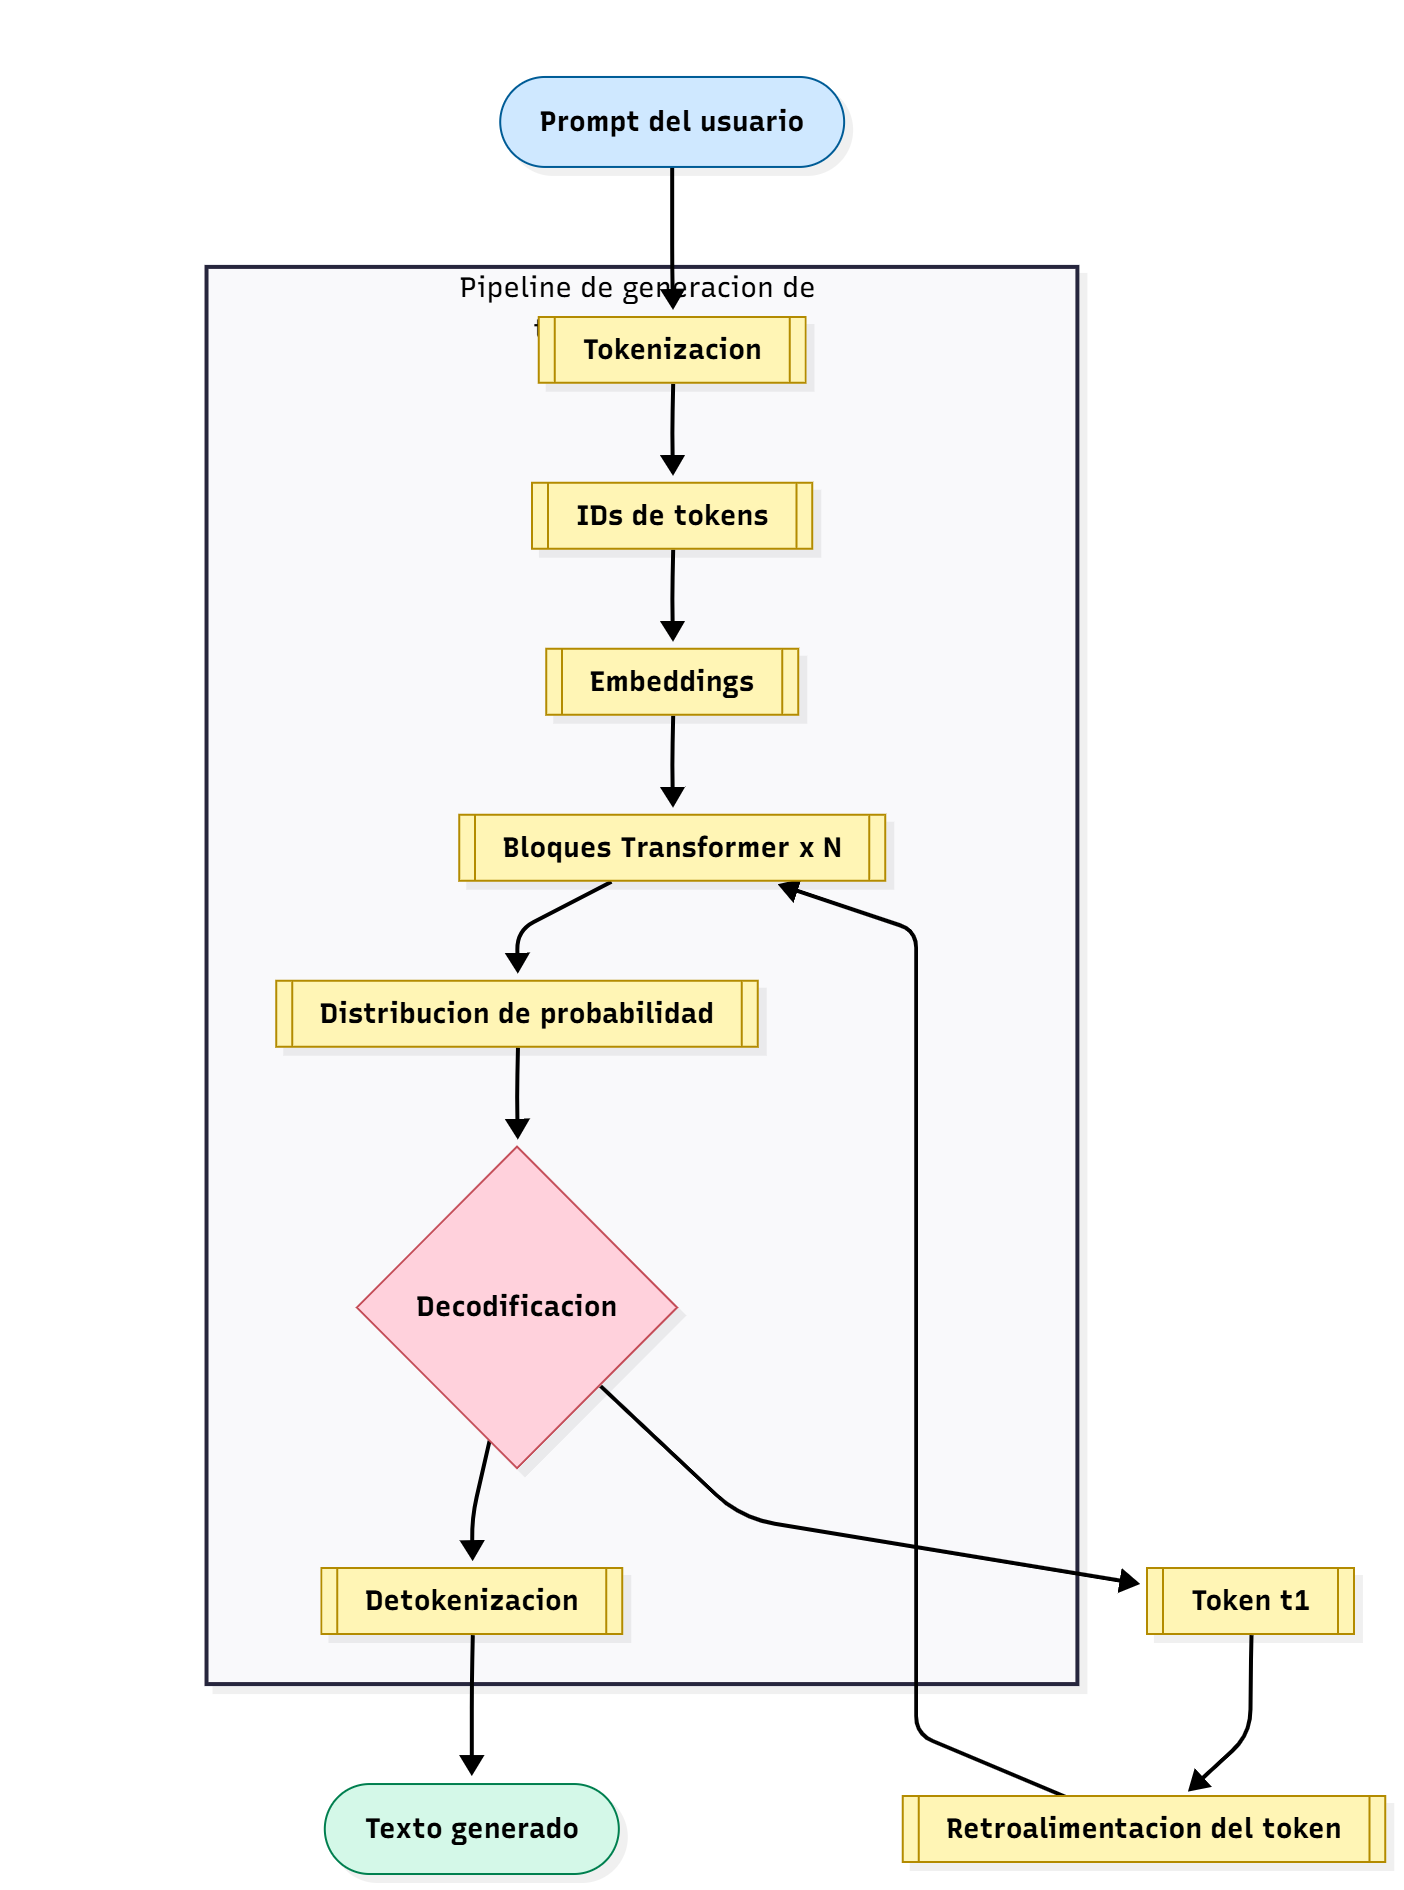 Prompt del usuario
Pipeline de generacion de
Tokenizacion
IDs de tokens
Embeddings
Bloques Transformer x N
Distribucion de probabilidad
Decodificacion
Detokenizacion
Token t1
Texto generado
Retroalimentacion del token